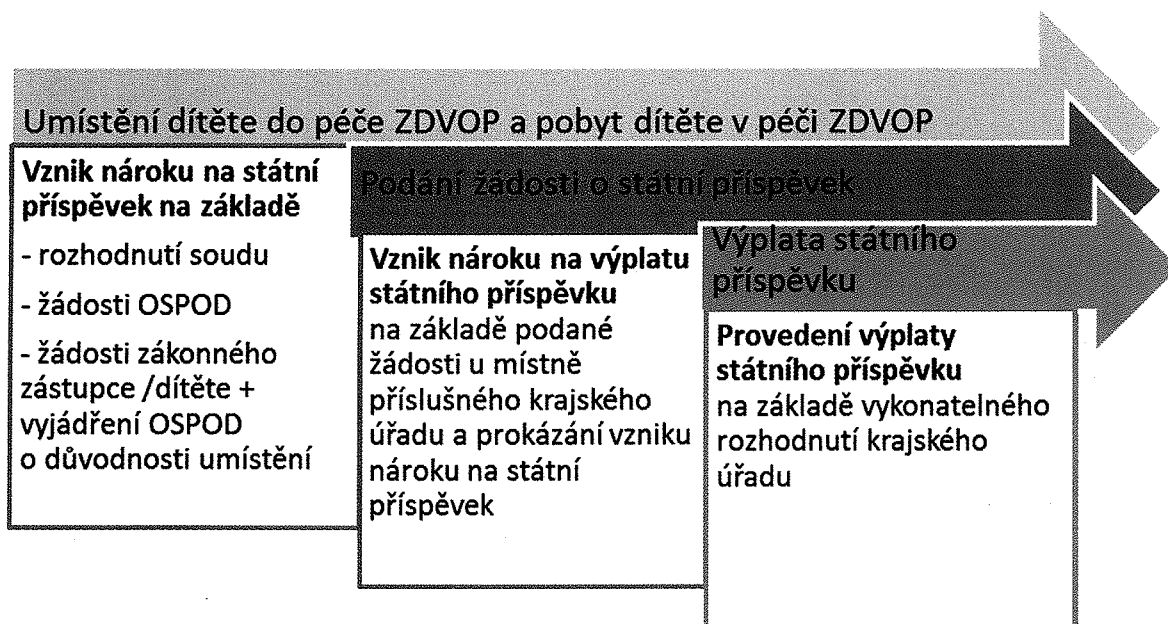 Umístění dítěte do péče ZDVOP a pobyt dítěte v péči ZDVOP
Vznik nároku na státní
příspěvek na základě
- rozhodnutí soudu
- žádosti OSPOD
- žádosti zákonného
zástupce /dítěte +
vyjádření OSPOD
o důvodnosti umístění
Podání žádosti o státní příspěvek
Vznik nároku na výplatu
státního příspěvku
na základě podané
žádosti u místně
příslušného krajského
úřadu a prokázání vzniku
nároku na státní
příspěvek
Výplata státního
příspěvku
Provedení výplaty
státního příspěvku
na základě vykonatelného
rozhodnutí krajského
úřadu